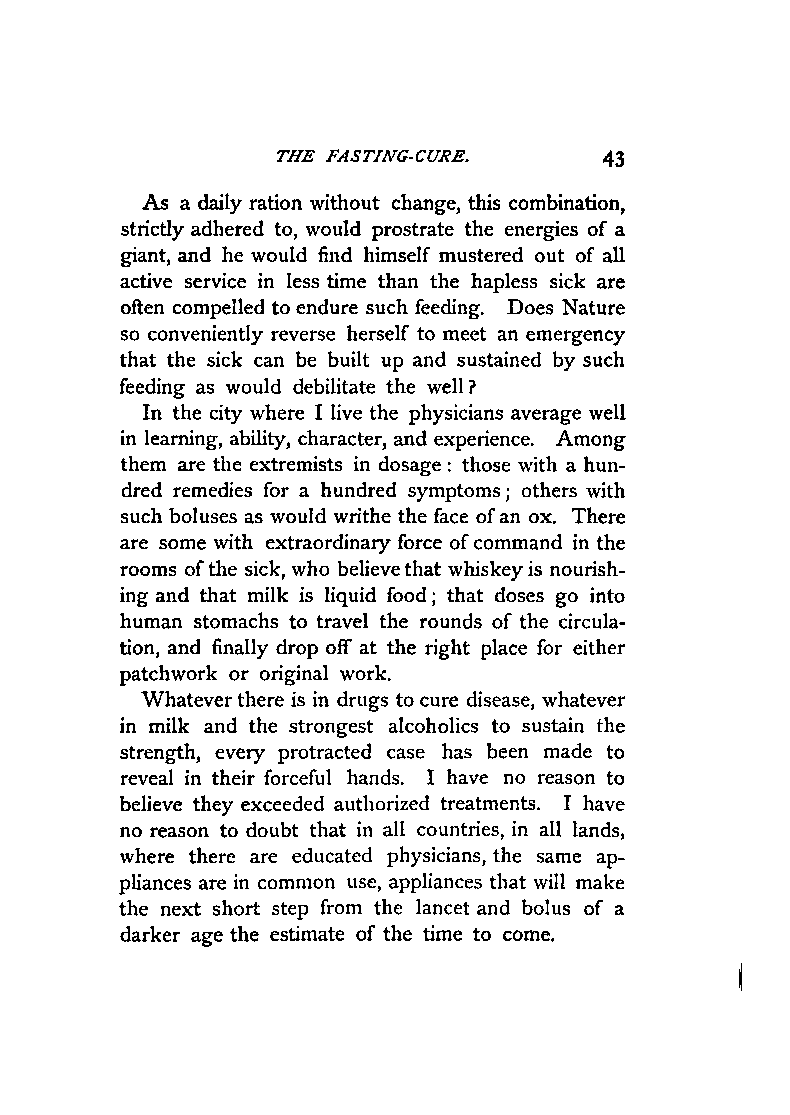 THE FASTING-CURE. 43
As a daily ration without change, this combination,
strictly adhered to, would prostrate the energies of a
giant, and he would find himself mustered out of all
active service in less time than the hapless sick are
often compelled to endure such feeding. Does Nature
so conveniently reverse herself to meet an emergency
that the sick can be built up and sustained by such
feeding as would debilitate the well?
In the city where I live the physicians average well
in learning, ability, character, and experience. Among
them are the extremists in dosage: those with a hun-
dred remedies for a hundred symptoms; others with
such boluses as would writhe the face of an ox. There
are some with extraordinary force of command in the
rooms of the sick, who believe that whiskey is nourish-
ing and that milk is liquid food; that doses go into
human stomachs to travel the rounds of the circula-
tion, and finally drop off at the right place for either
patchwork or original work.
Whatever there is in drugs to cure disease, whatever
in milk and the strongest alcoholics to sustain the
strength, every protracted case has been made to
reveal in their forceful hands. I have no reason to
believe they exceeded authorized treatments. I have
no reason to doubt that in all countries, in all lands,
where there are educated physicians, the same ap-
pliances are in common use, appliances that will make
the next short step from the lancet and bolus of a
darker age the estimate of the time to come.